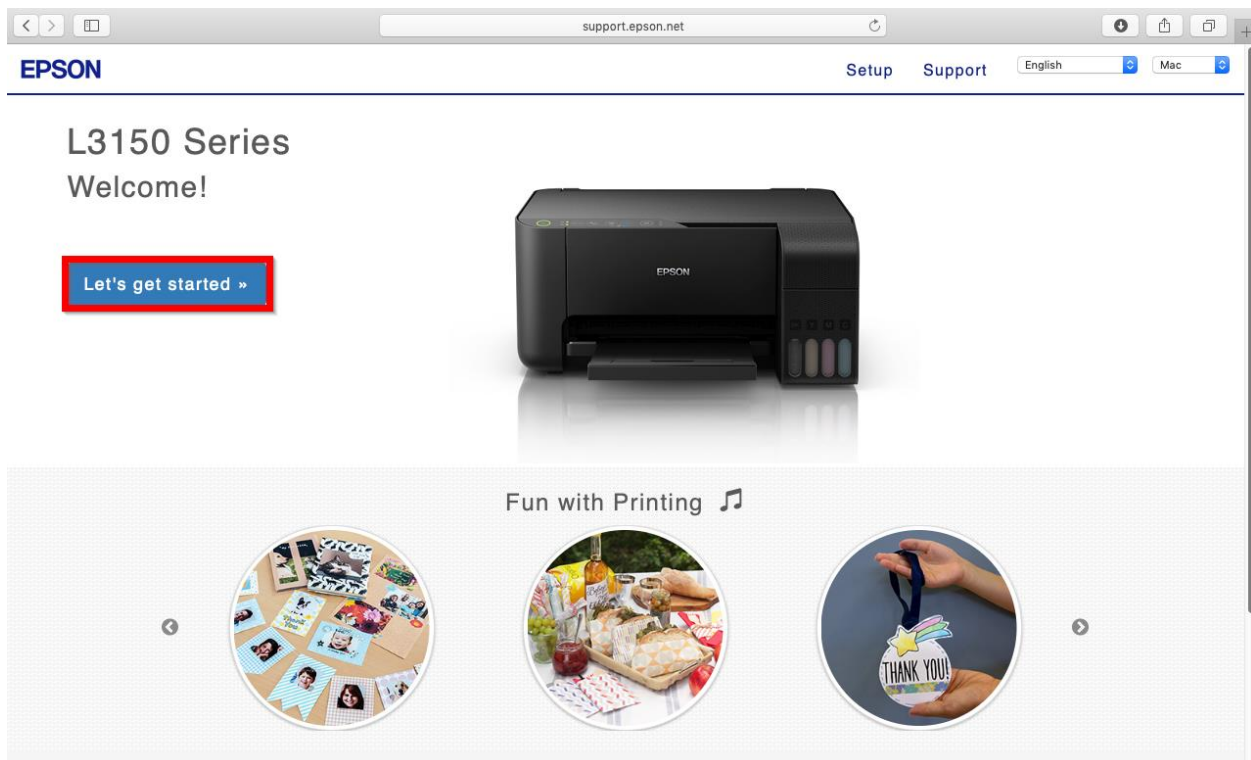 support.epson.net
EPSON
Setup Support English Mac
L3150 Series
Welcome!
Let's get started »
EPSON
Fun with Printing
THANK YOU!